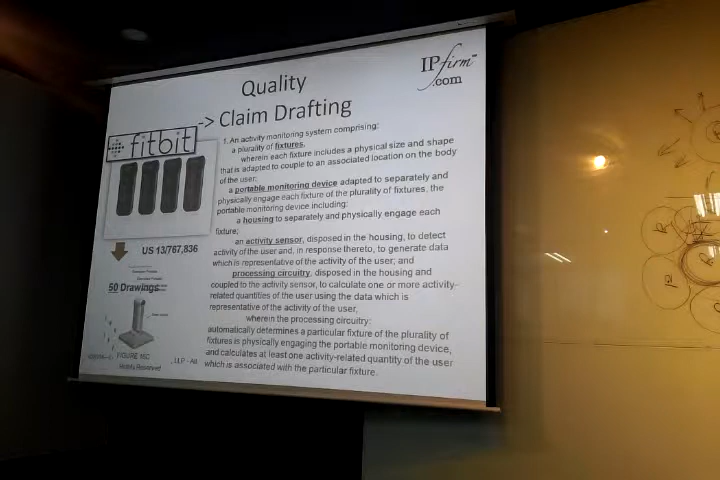 Quality
-> Claim Drafting
IPfirm
.com
fitbit
US 13/767,836
50 Drawings
FIGURE 16C
Rights Reserved
1. An activity monitoring system comprising:
a plurality of fixtures,
wherein each fixture includes a physical size and shape
that is adapted to couple to an associated location on the body
of the user;
a portable monitoring device adapted to separately and
physically engage each fixture of the plurality of fixtures, the
portable monitoring device including:
a housing to separately and physically engage each
fixture;
an activity sensor, disposed in the housing, to detect
activity of the user and, in response thereto, to generate data
which is representative of the activity of the user; and
processing circuitry, disposed in the housing and
coupled to the activity sensor, to calculate one or more activity-
related quantities of the user using the data which is
representative of the activity of the user,
wherein the processing circuitry:
automatically determines a particular fixture of the plurality of
fixtures is physically engaging the portable monitoring device,
and calculates at least one activity-related quantity of the user
which is associated with the particular fixture.